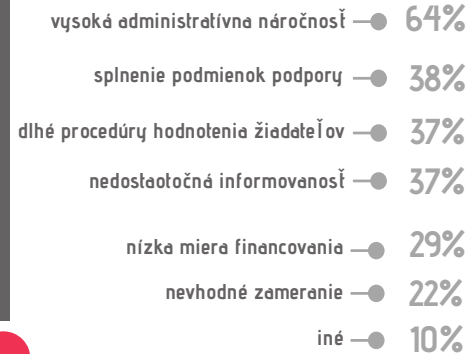 vysoká administratívna náročnosť 64%
splnenie podmienok podpory 38%
dlhé procedúry hodnotenia žiadateľov 37%
nedostaotočná informovanosť 37%
nízka miera financovania 29%
nevhodné zameranie 22%
iné 10%